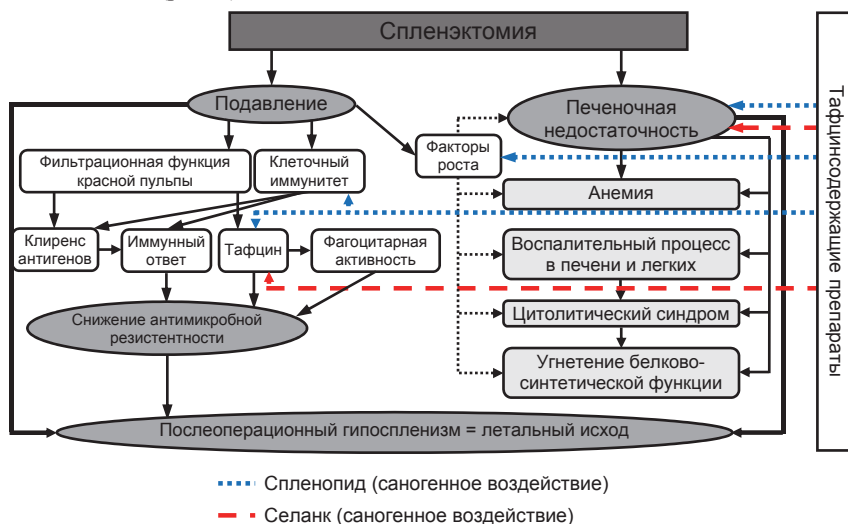 Спленэктомия
Подавление
Печеночная
недостаточность
Фильтрационная функция
красной пульпы
Клеточный
иммунитет
Факторы
роста
Анемия
Клиренс
антигенов
Иммунный
ответ
Тафцин
Фагоцитарная
активность
Воспалительный процесс
в печени и легких
Снижение антимикробной
резистентности
Цитолитический синдром
Угнетение белково-
синтетической функции
Послеоперационный гипоспленизм = летальный исход
Тафцинсодержащие препараты
Спленопид (саногенное воздействие)
Селанк (саногенное воздействие)